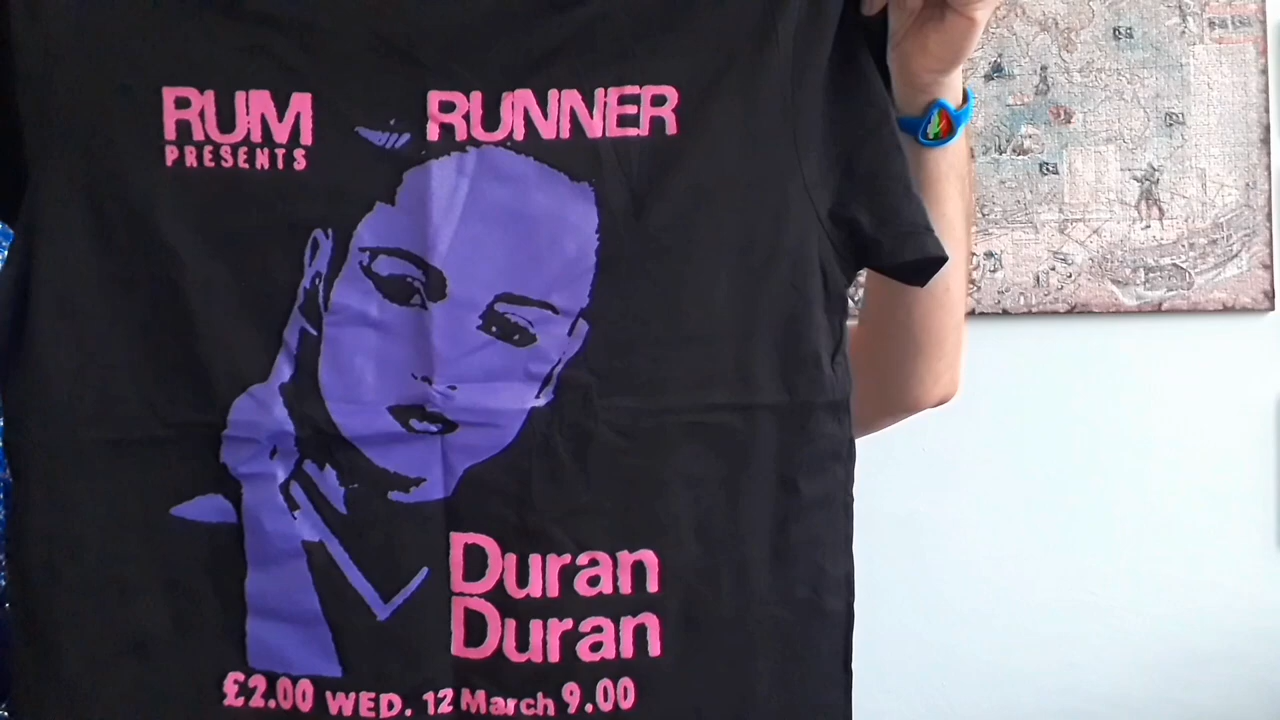 RUM RUNNER
PRESENTS
Duran
Duran
£2.00 WED. 12 March 9.00